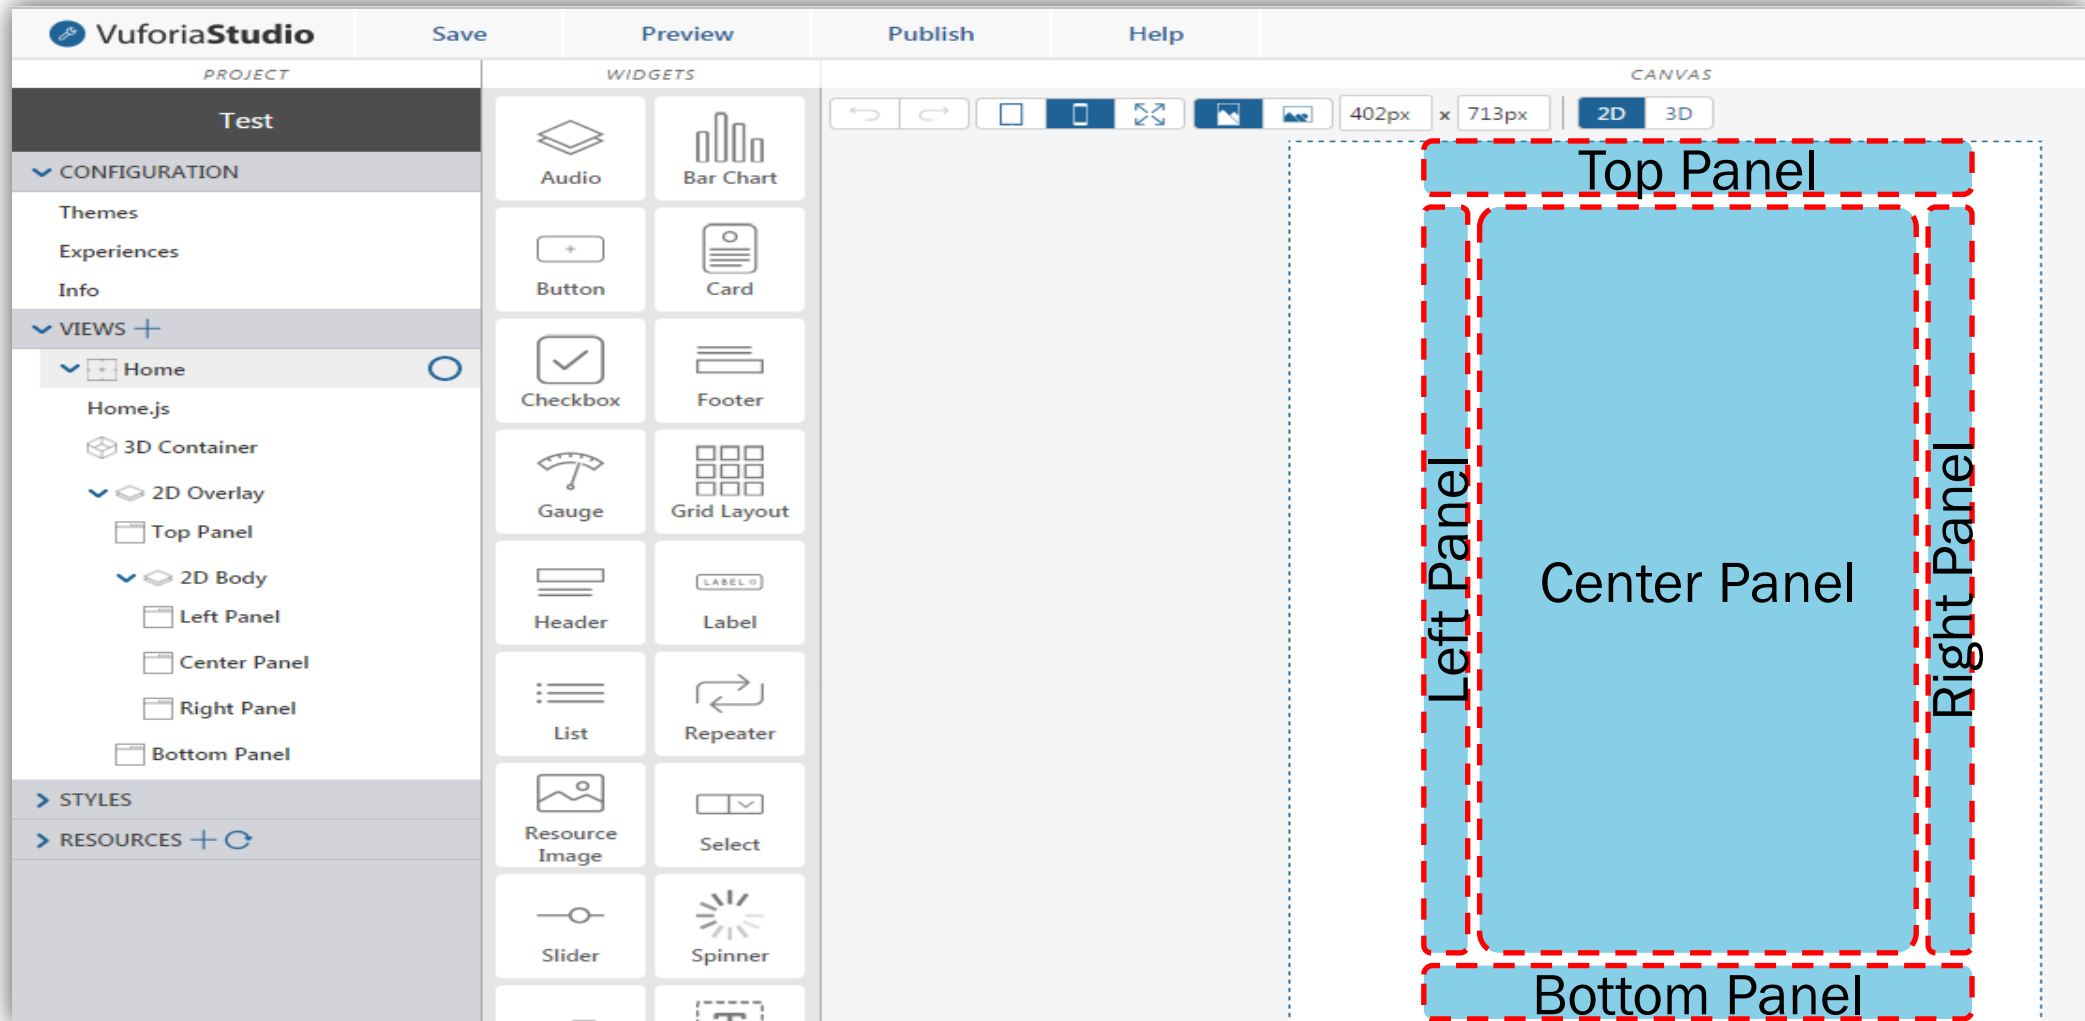 VuforiaStudio
Save
Preview
Publish
Help
PROJECT
WIDGETS
CANVAS
Test
CONFIGURATION
Themes
Experiences
Info
VIEWS
Home
Home.js
3D Container
2D Overlay
Top Panel
2D Body
Left Panel
Center Panel
Right Panel
Bottom Panel
STYLES
RESOURCES
Audio
Bar Chart
Button
Card
Checkbox
Footer
Gauge
Grid Layout
Header
LABEL
Label
List
Repeater
Resource
Image
Select
Slider
Spinner
402px x 713px
2D
3D
Top Panel
Left Panel
Center Panel
Right Panel
Bottom Panel